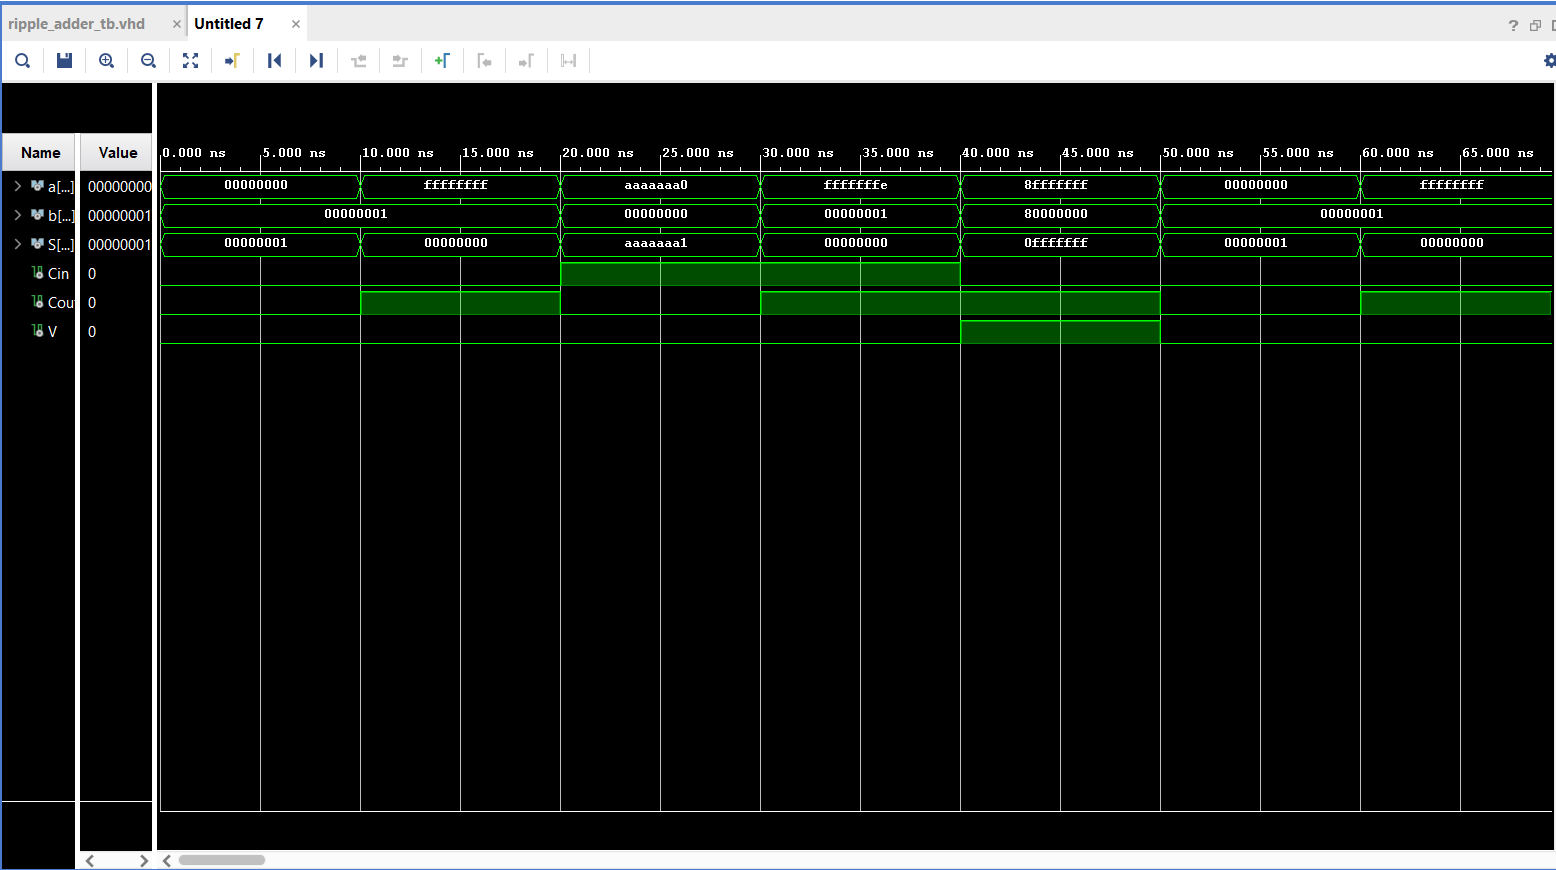 ripple_adder_tb.vhd × Untitled 7 ×
?
Name Value 0.000 ns 5.000 ns 10.000 ns 15.000 ns 20.000 ns 25.000 ns 30.000 ns 35.000 ns 40.000 ns 45.000 ns 50.000 ns 55.000 ns 60.000 ns 65.000 ns
a[...] 00000000 00000000 ffffffff aaaaaaa0 fffffffe 8fffffff 00000000 ffffffff
b[...] 00000001 00000001 00000000 00000001 80000000 00000001
S[...] 00000001 00000001 00000000 aaaaaaa1 00000000 0fffffff 00000001 00000000
Cin 0
Cou 0
V 0